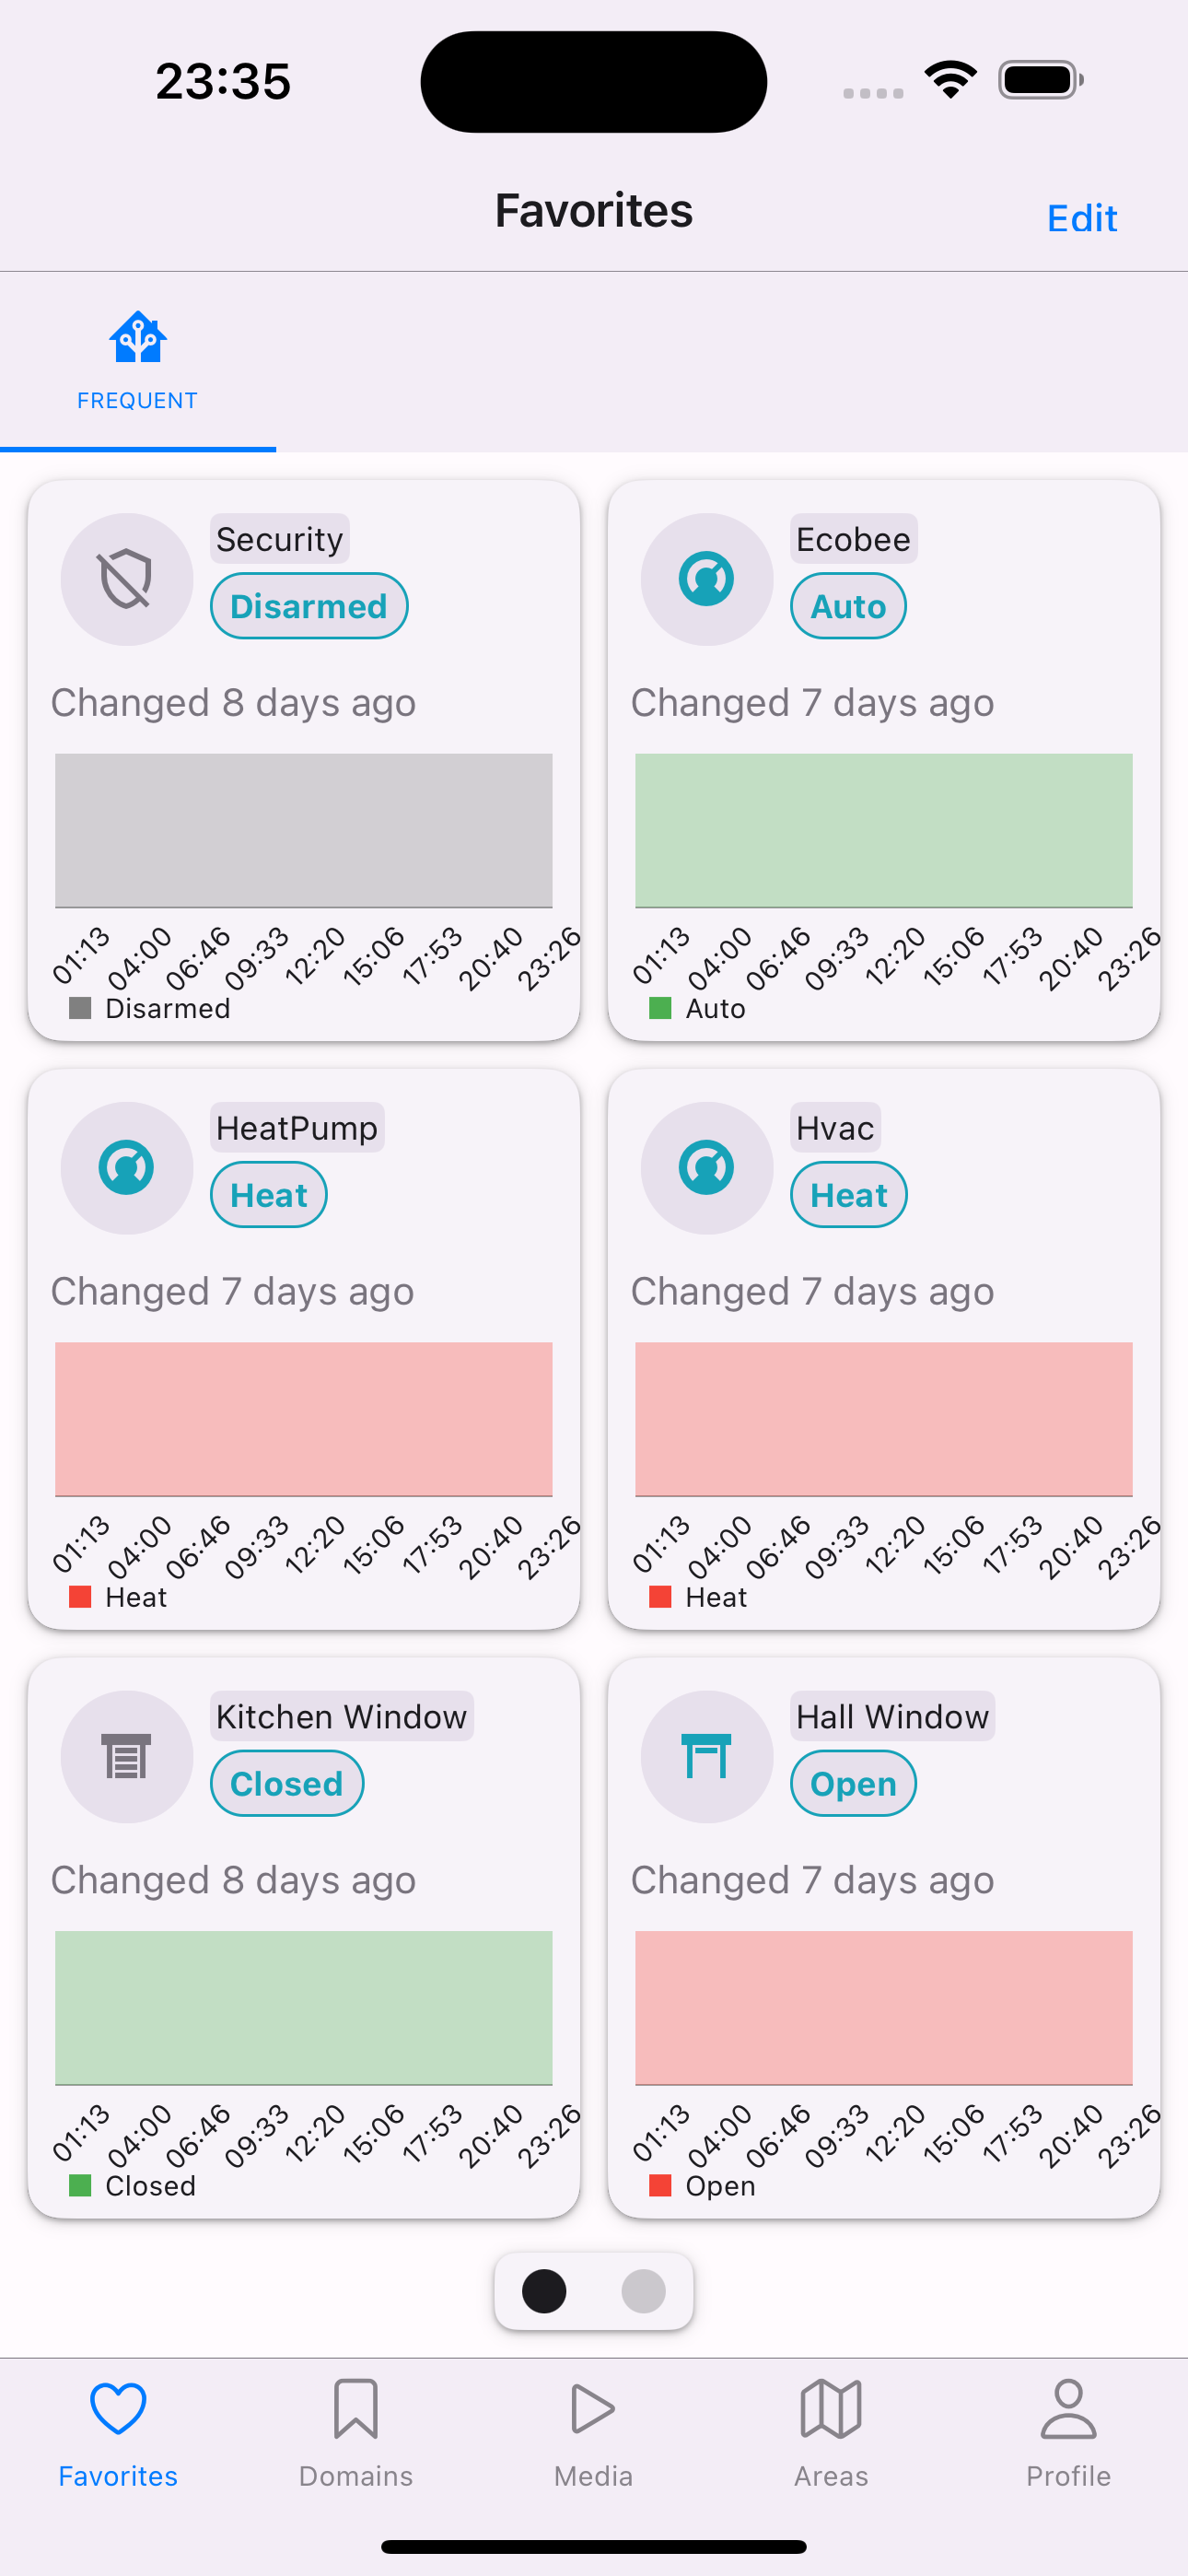 23:35
Favorites
Edit
FREQUENT
Security
Disarmed
Changed 8 days ago
01:13 04:00 06:46 09:33 12:20 15:06 17:53 20:40 23:26
Disarmed
Ecobee
Auto
Changed 7 days ago
01:13 04:00 06:46 09:33 12:20 15:06 17:53 20:40 23:26
Auto
HeatPump
Heat
Changed 7 days ago
01:13 04:00 06:46 09:33 12:20 15:06 17:53 20:40 23:26
Heat
Hvac
Heat
Changed 7 days ago
01:13 04:00 06:46 09:33 12:20 15:06 17:53 20:40 23:26
Heat
Kitchen Window
Closed
Changed 8 days ago
01:13 04:00 06:46 09:33 12:20 15:06 17:53 20:40 23:26
Closed
Hall Window
Open
Changed 7 days ago
01:13 04:00 06:46 09:33 12:20 15:06 17:53 20:40 23:26
Open
Favorites
Domains
Media
Areas
Profile